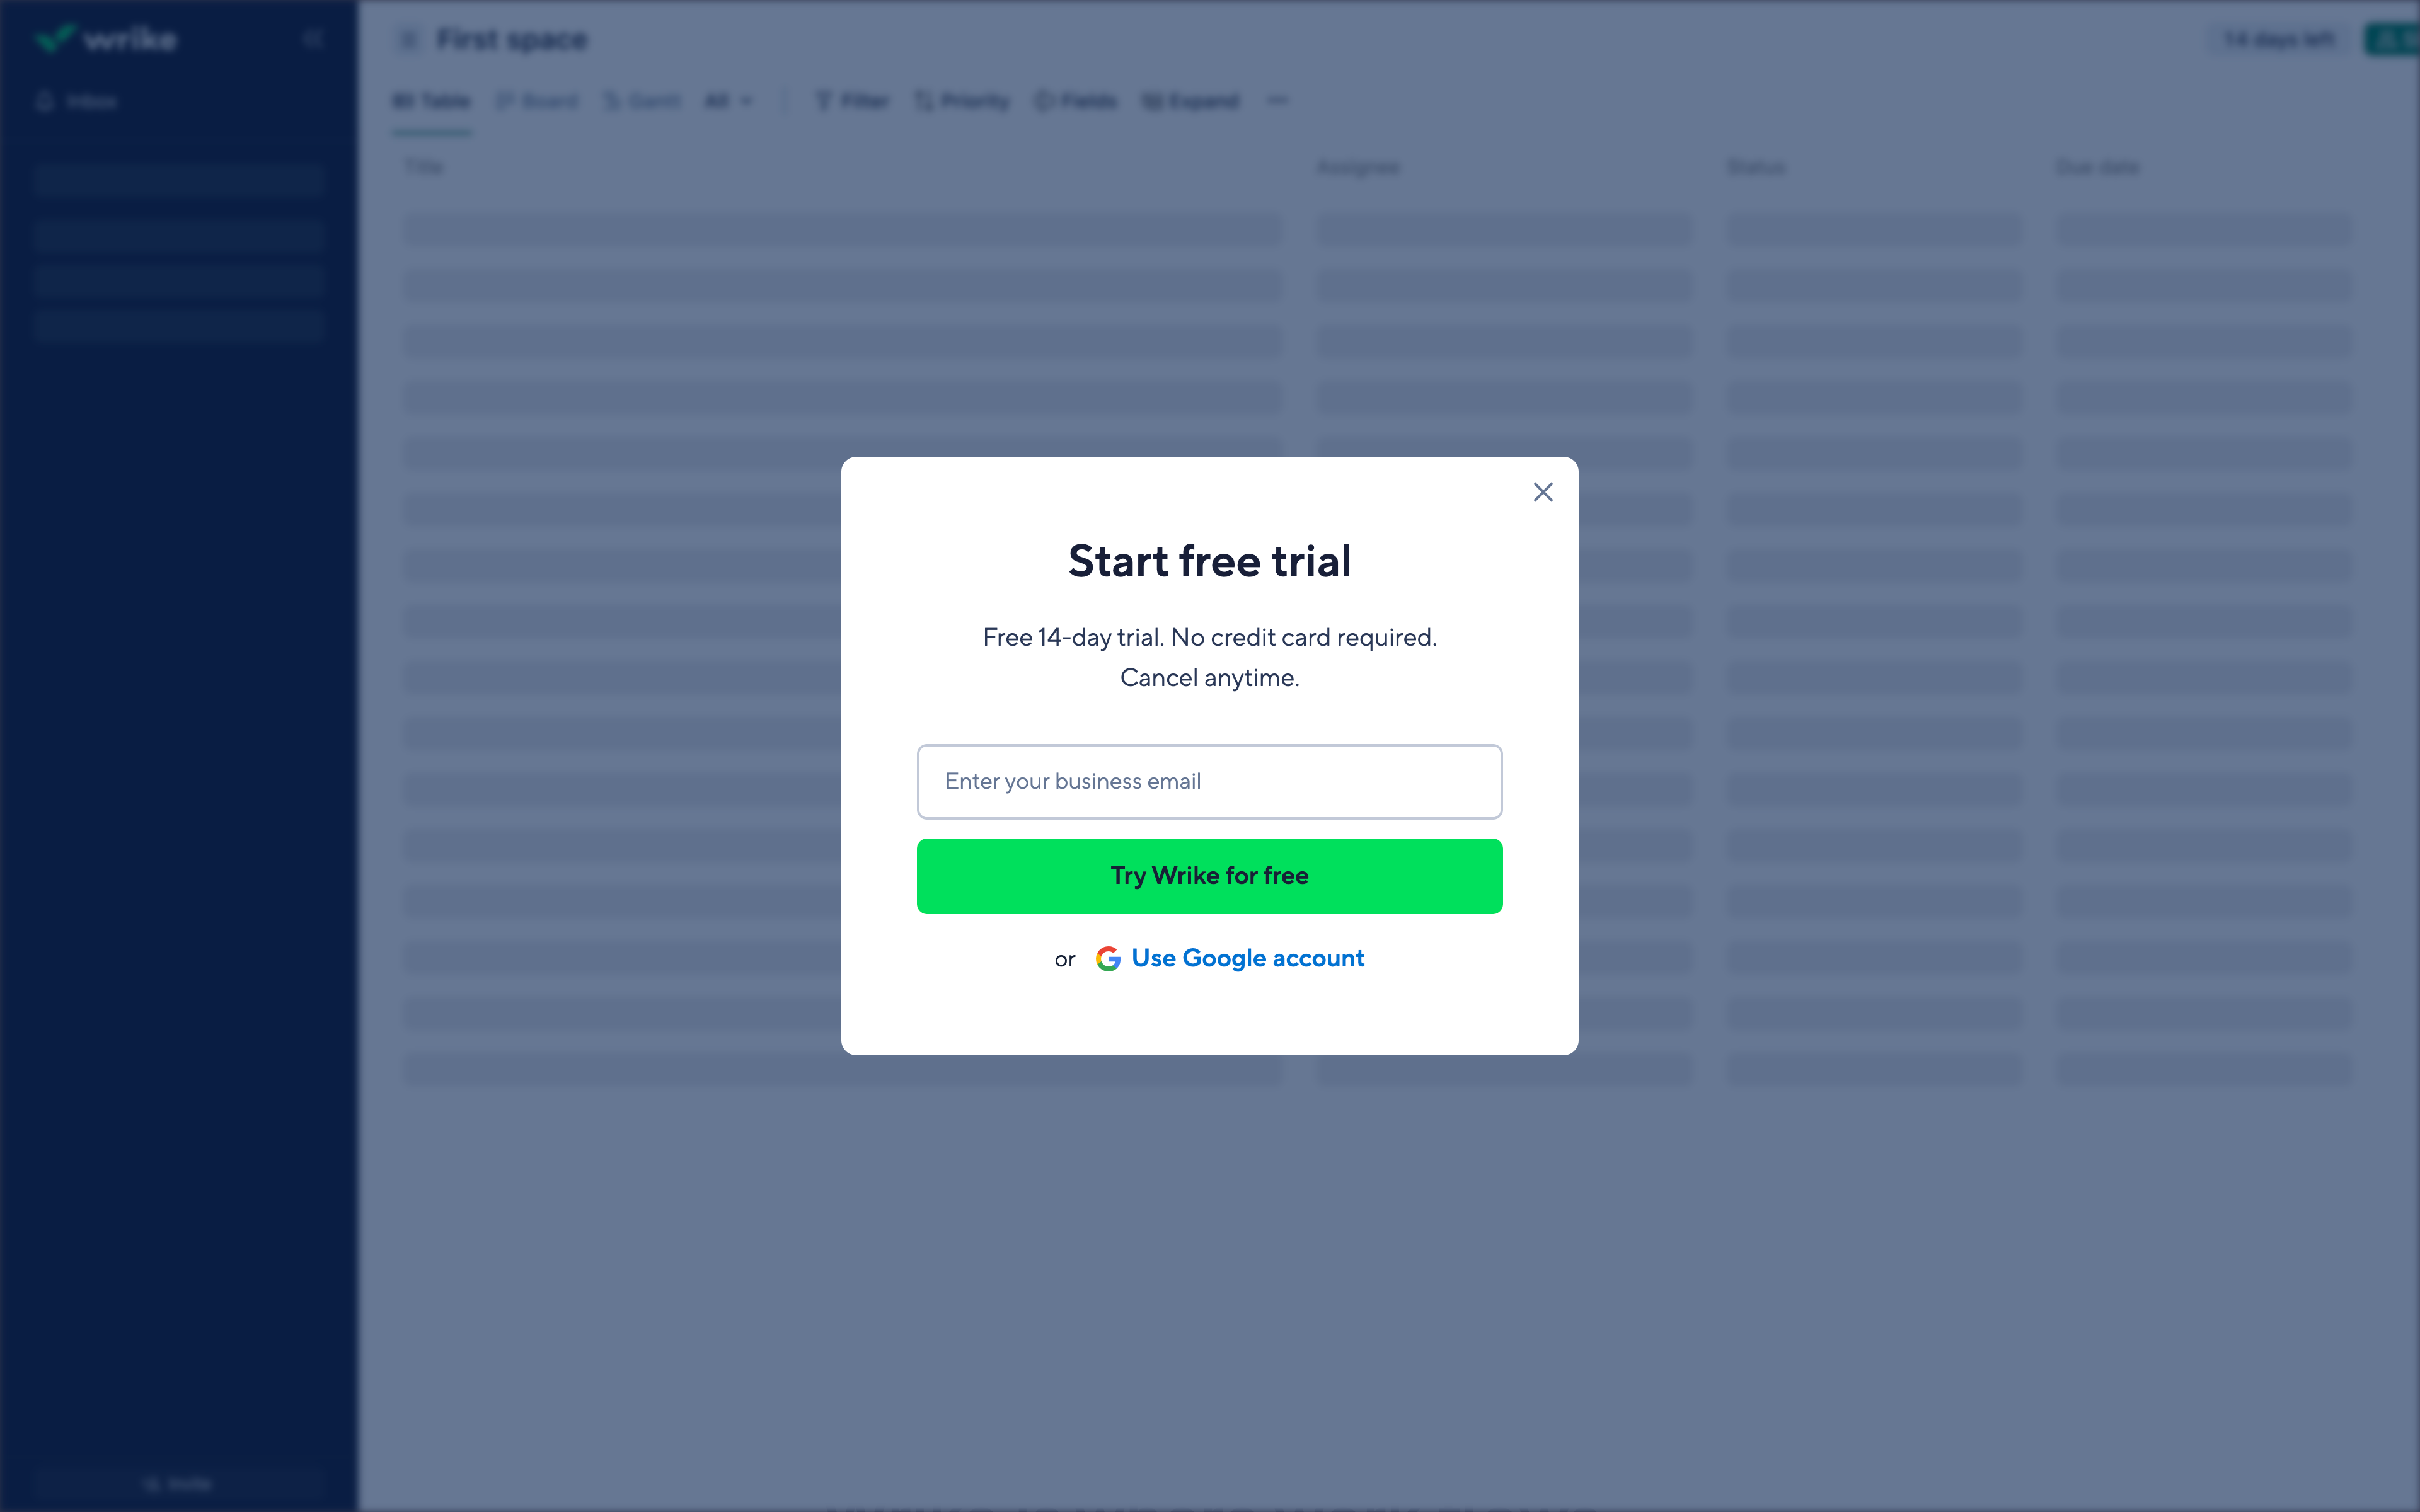 wrike
First space
14 days left
Inbox
Table Board Gantt All Filter Priority Fields Expand
Title Assignee Status Due date
Start free trial
Free 14-day trial. No credit card required.
Cancel anytime.
Enter your business email
Try Wrike for free
or Use Google account
Invite